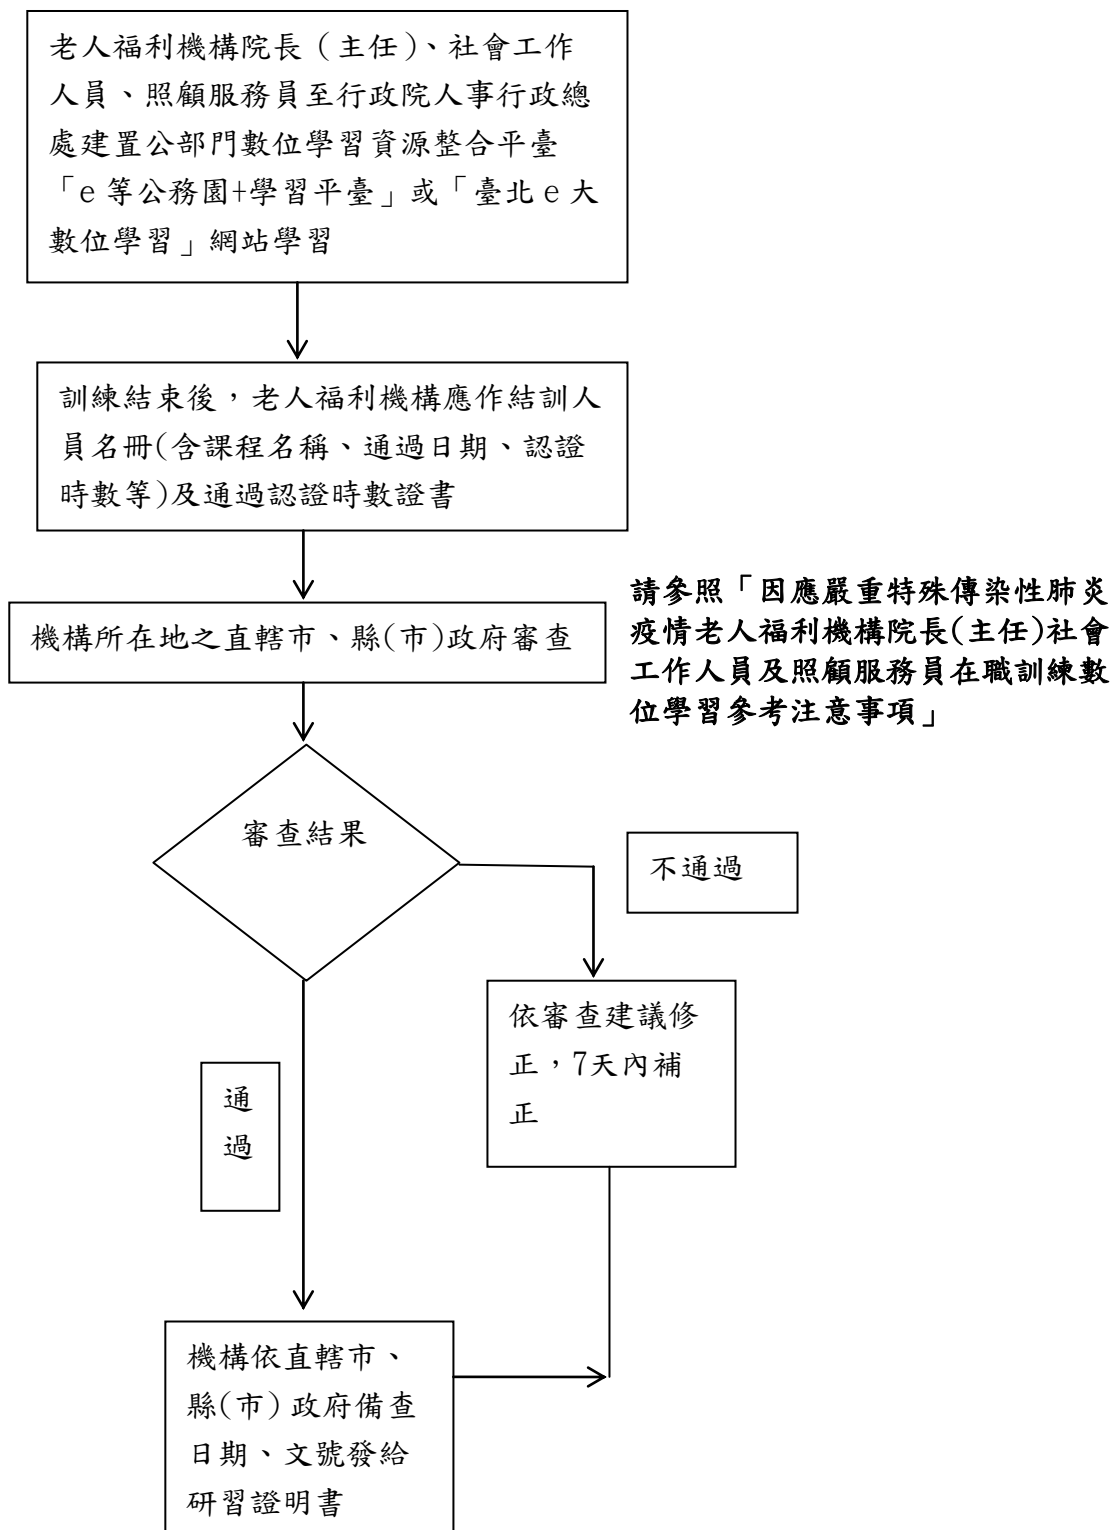 老人福利機構院長（主任）、社會工作
人員、照顧服務員至行政院人事行政總
處建置公部門數位學習資源整合平臺
「e 等公務園+學習平臺」或「臺北 e 大
數位學習」網站學習
訓練結束後，老人福利機構應作結訓人
員名冊(含課程名稱、通過日期、認證
時數等)及通過認證時數證書
機構所在地之直轄市、縣(市)政府審查
請參照「因應嚴重特殊傳染性肺炎
疫情老人福利機構院長(主任)社會
工作人員及照顧服務員在職訓練數
位學習參考注意事項」
審查結果
不通過
依審查建議修
正，7天內補
正
通
過
機構依直轄市、
縣(市)政府備查
日期、文號發給
研習證明書